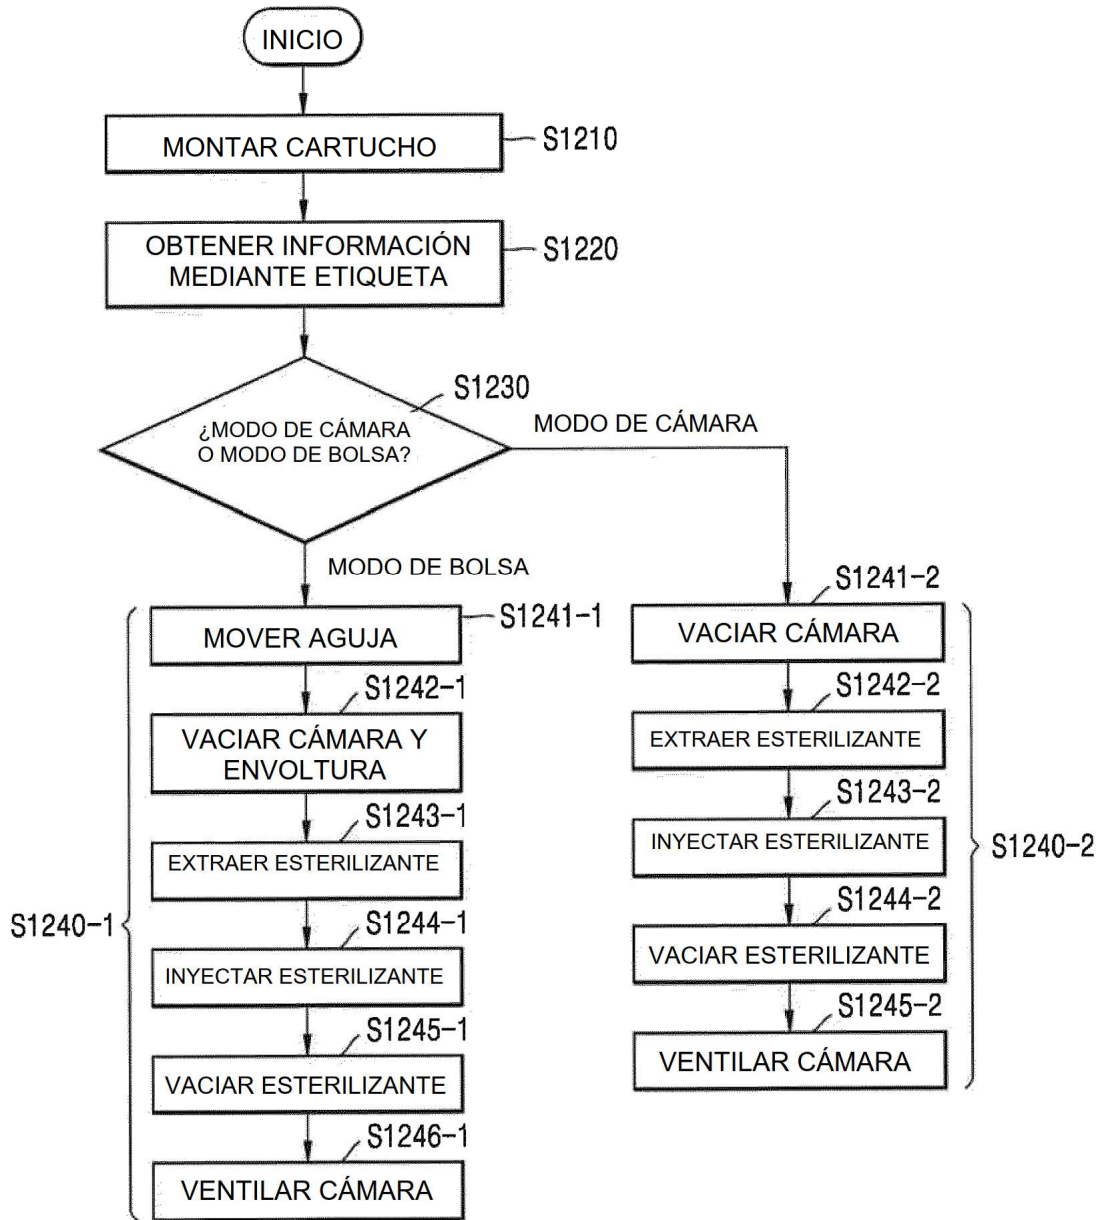 INICIO
MONTAR CARTUCHO
S1210
OBTENER INFORMACIÓN
MEDIANTE ETIQUETA
S1220
S1230
¿MODO DE CÁMARA
O MODO DE BOLSA?
MODO DE CÁMARA
MODO DE BOLSA
S1240-1
S1241-1
MOVER AGUJA
S1242-1
VACIAR CÁMARA Y
ENVOLTURA
S1243-1
EXTRAER ESTERILIZANTE
S1244-1
INYECTAR ESTERILIZANTE
S1245-1
VACIAR ESTERILIZANTE
S1246-1
VENTILAR CÁMARA
S1241-2
VACIAR CÁMARA
S1242-2
EXTRAER ESTERILIZANTE
S1243-2
INYECTAR ESTERILIZANTE
S1240-2
S1244-2
VACIAR ESTERILIZANTE
S1245-2
VENTILAR CÁMARA